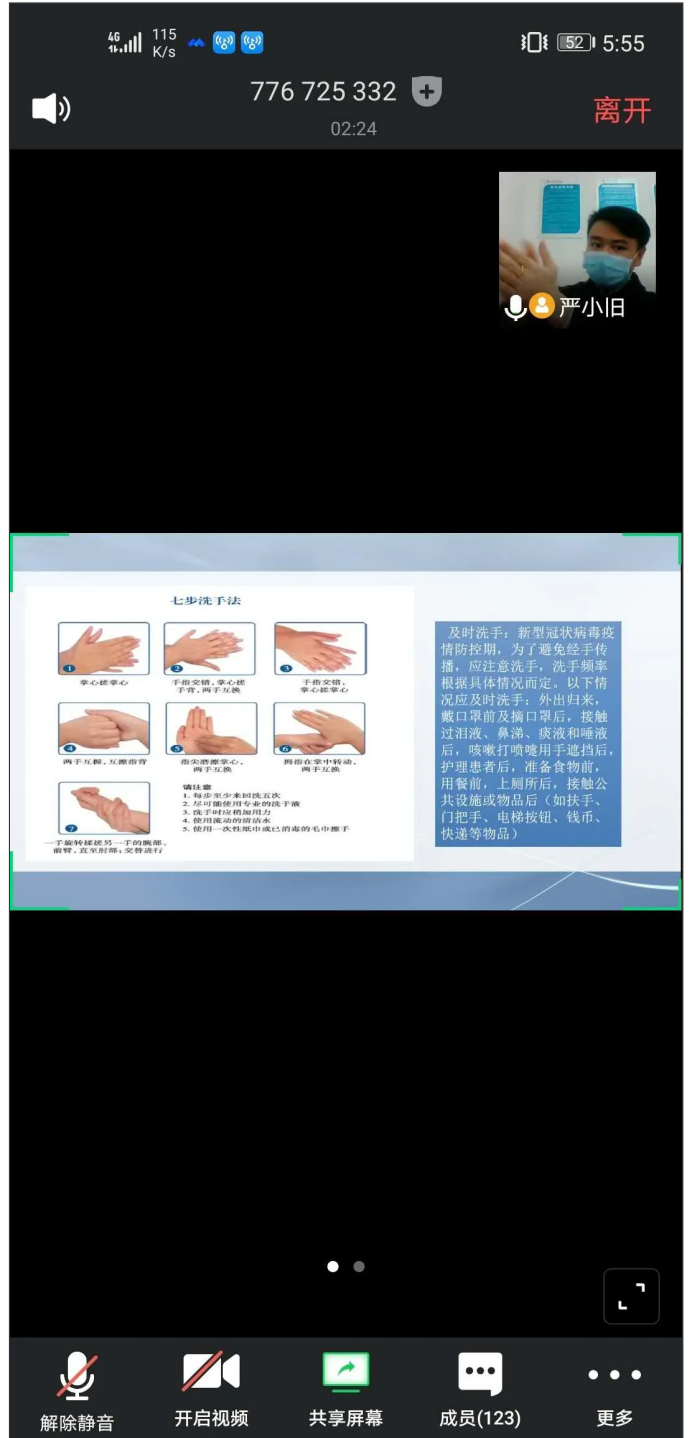 4G 115 K/s 52 5:55
776 725 332
离开
02:24
严小旧
七步洗手法
1
掌心搓掌心
2
手指交错,掌心搓
手背,两手互换
3
手指交错,
掌心搓掌心
4
两手互握,互擦指背
5
指尖磨擦掌心,
两手互换
6
拇指在掌中转动,
两手互换
7
一手旋转揉搓另一手的腕部、
前臂,直至肘部;交替进行
请注意
1. 每步至少来回洗五次
2. 尽可能使用专业的洗手液
3. 洗手时应稍加用力
4. 使用流动的清洁水
5. 使用一次性纸巾或已消毒的毛巾擦手
及时洗手:新型冠状病毒疫
情防控期,为了避免经手传
播,应注意洗手,洗手频率
根据具体情况而定。以下情
况应及时洗手:外出归来,
戴口罩前及摘口罩后,接触
过泪液、鼻涕、痰液和唾液
后,咳嗽打喷嚏用手遮挡后,
护理患者后,准备食物前,
用餐前,上厕所后,接触公
共设施或物品后(如扶手、
门把手、电梯按钮、钱币、
快递等物品)
解除静音
开启视频
共享屏幕
成员(123)
更多